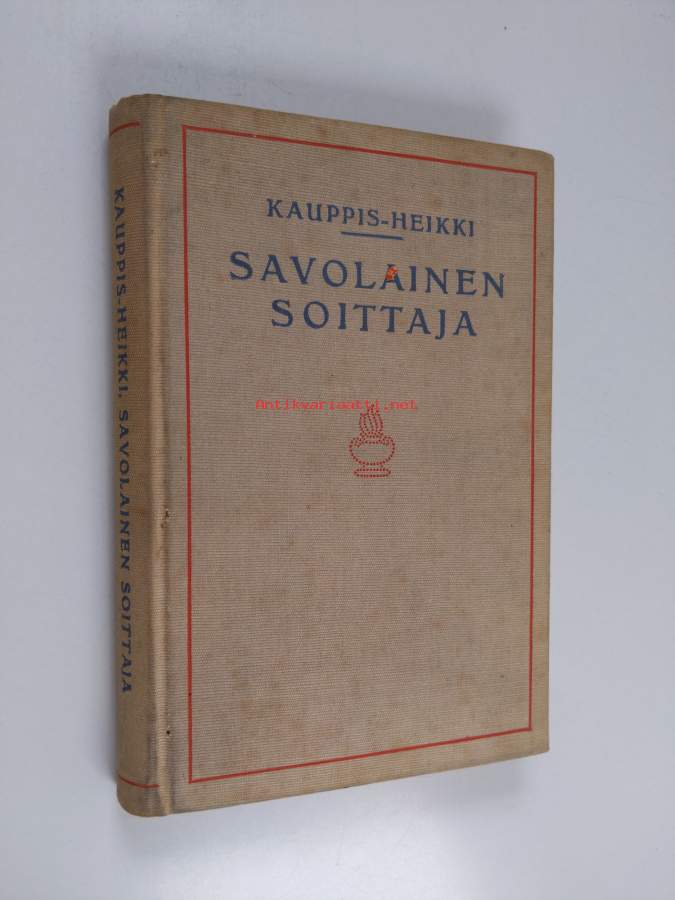 KAUPPIS-HEIKKI
SAVOLAINEN
SOITTAJA
Antikvariaatti.net
KAUPPIS-HEIKKI, SAVOLAINEN SOITTAJA